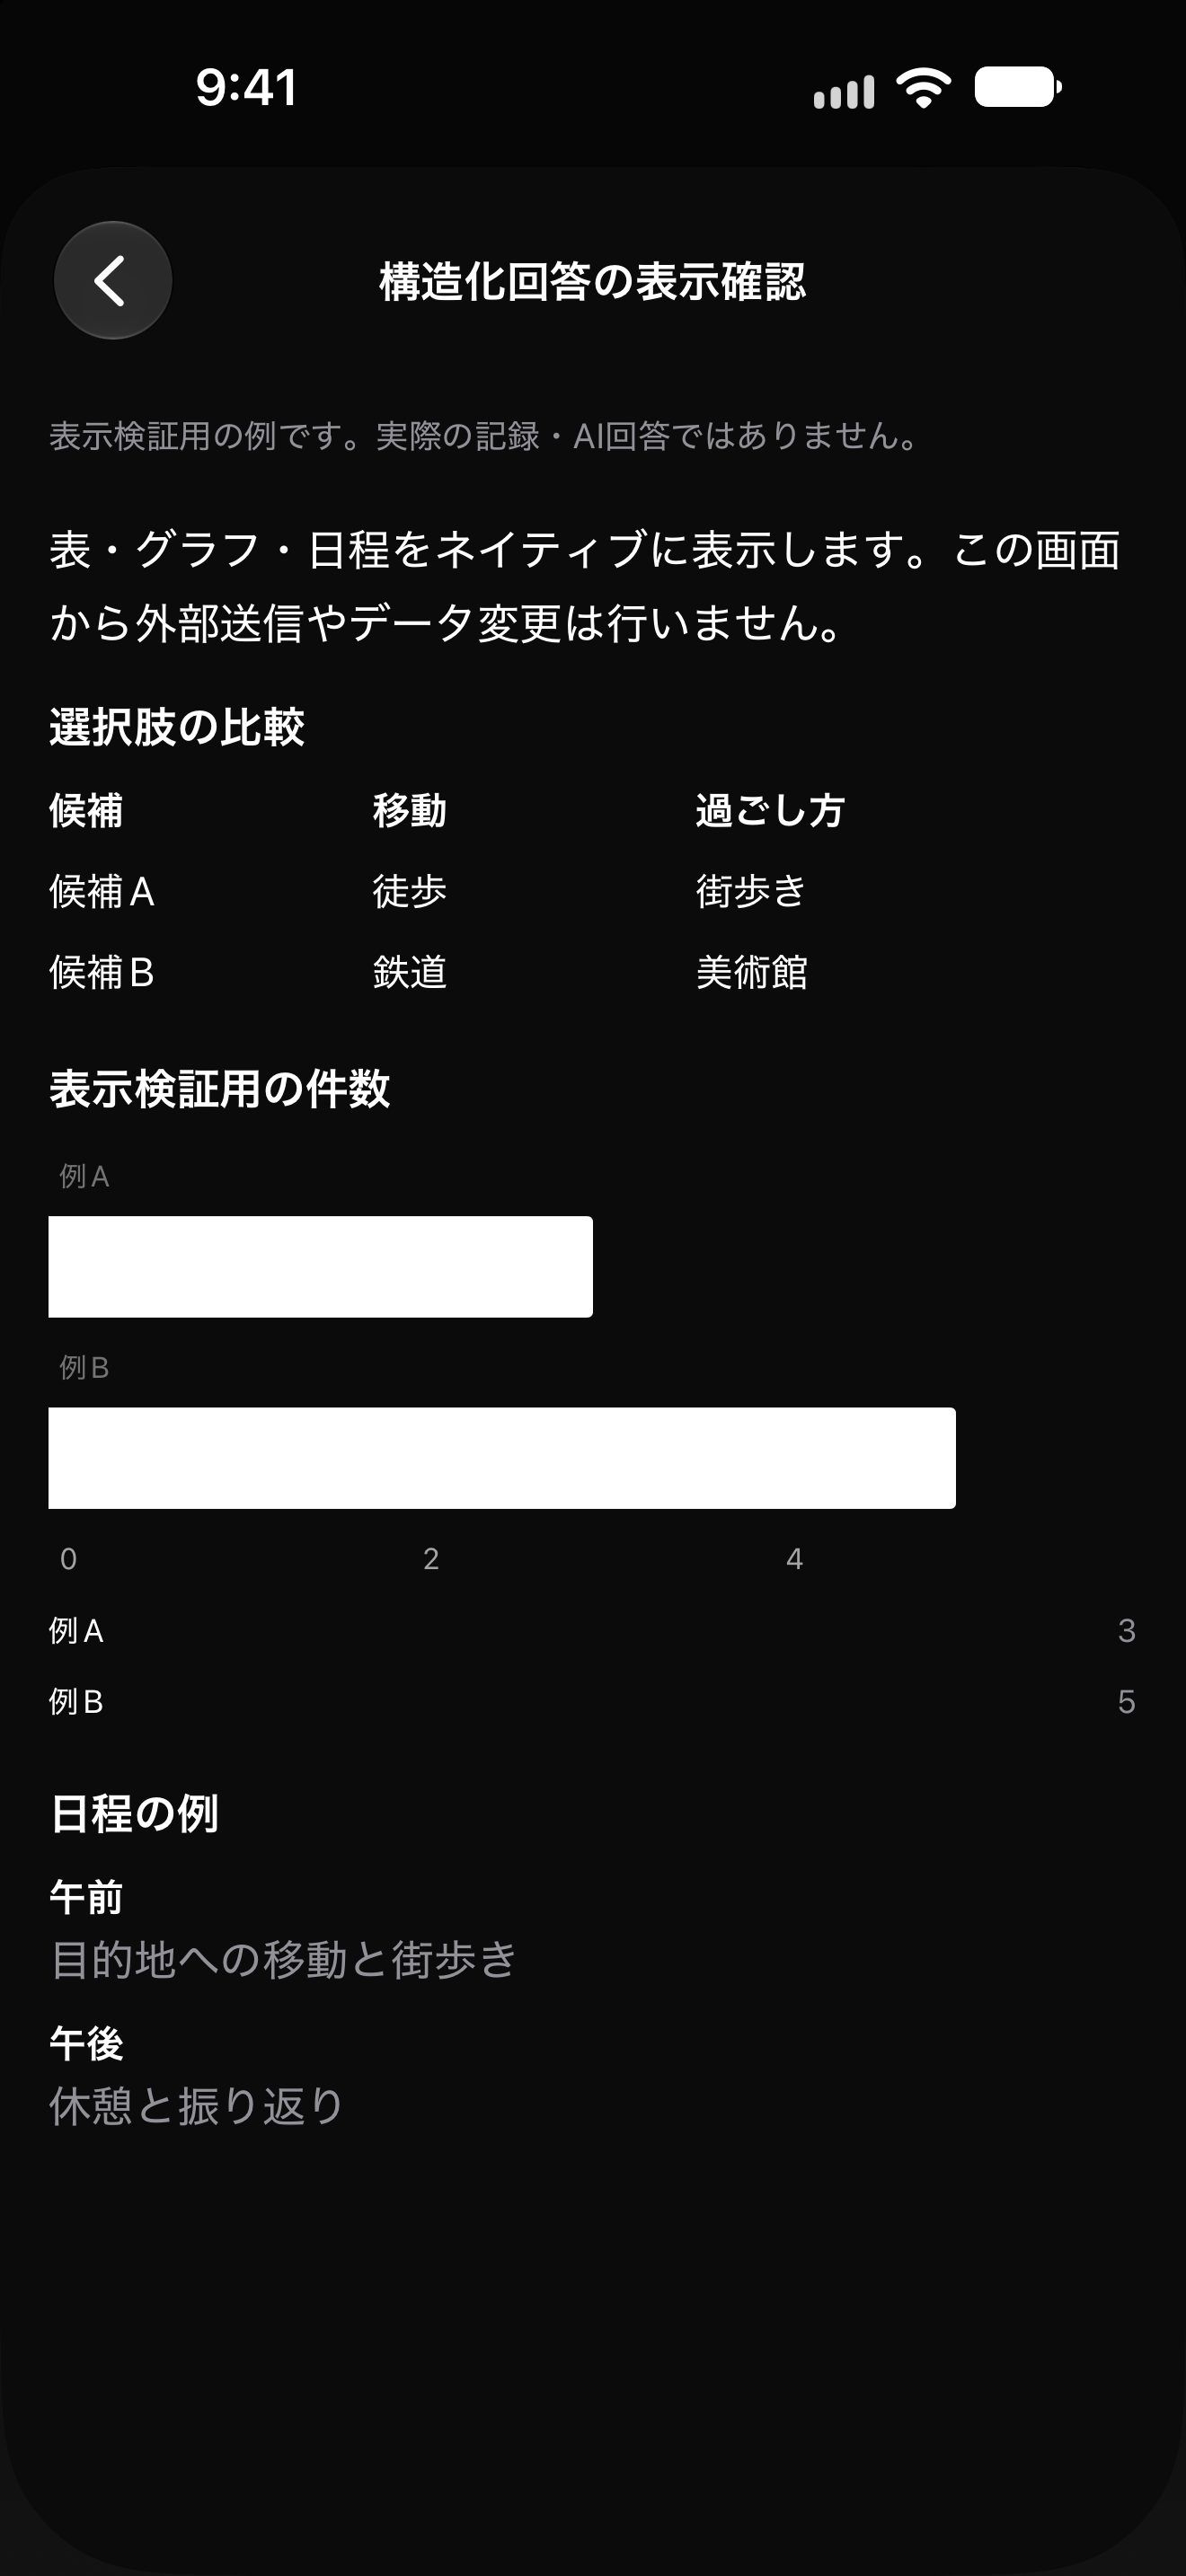 9:41
構造化回答の表示確認
表示検証用の例です。実際の記録・AI回答ではありません。
表・グラフ・日程をネイティブに表示します。この画面
から外部送信やデータ変更は行いません。
選択肢の比較
候補 移動 過ごし方
候補A 徒歩 街歩き
候補B 鉄道 美術館
表示検証用の件数
例A
例B
0 2 4
例A 3
例B 5
日程の例
午前
目的地への移動と街歩き
午後
休憩と振り返り